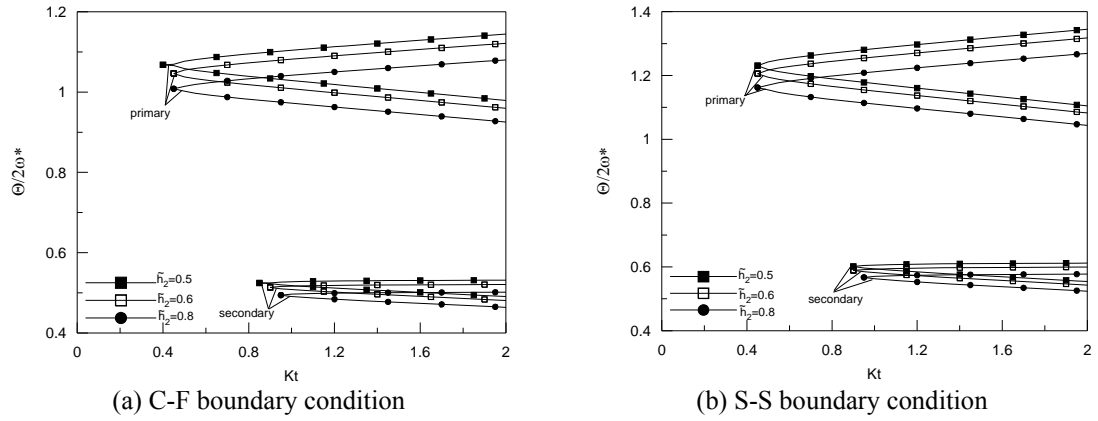 1.2
1
0.8
0.6
0.4
Θ/2ω*
primary
secondary
h̃₂=0.5
h̃₂=0.6
h̃₂=0.8
0 0.4 0.8 1.2 1.6 2
Kt
(a) C-F boundary condition
1.4
1.2
1
0.8
0.6
0.4
Θ/2ω*
primary
secondary
h̃₂=0.5
h̃₂=0.6
h̃₂=0.8
0 0.4 0.8 1.2 1.6 2
Kt
(b) S-S boundary condition